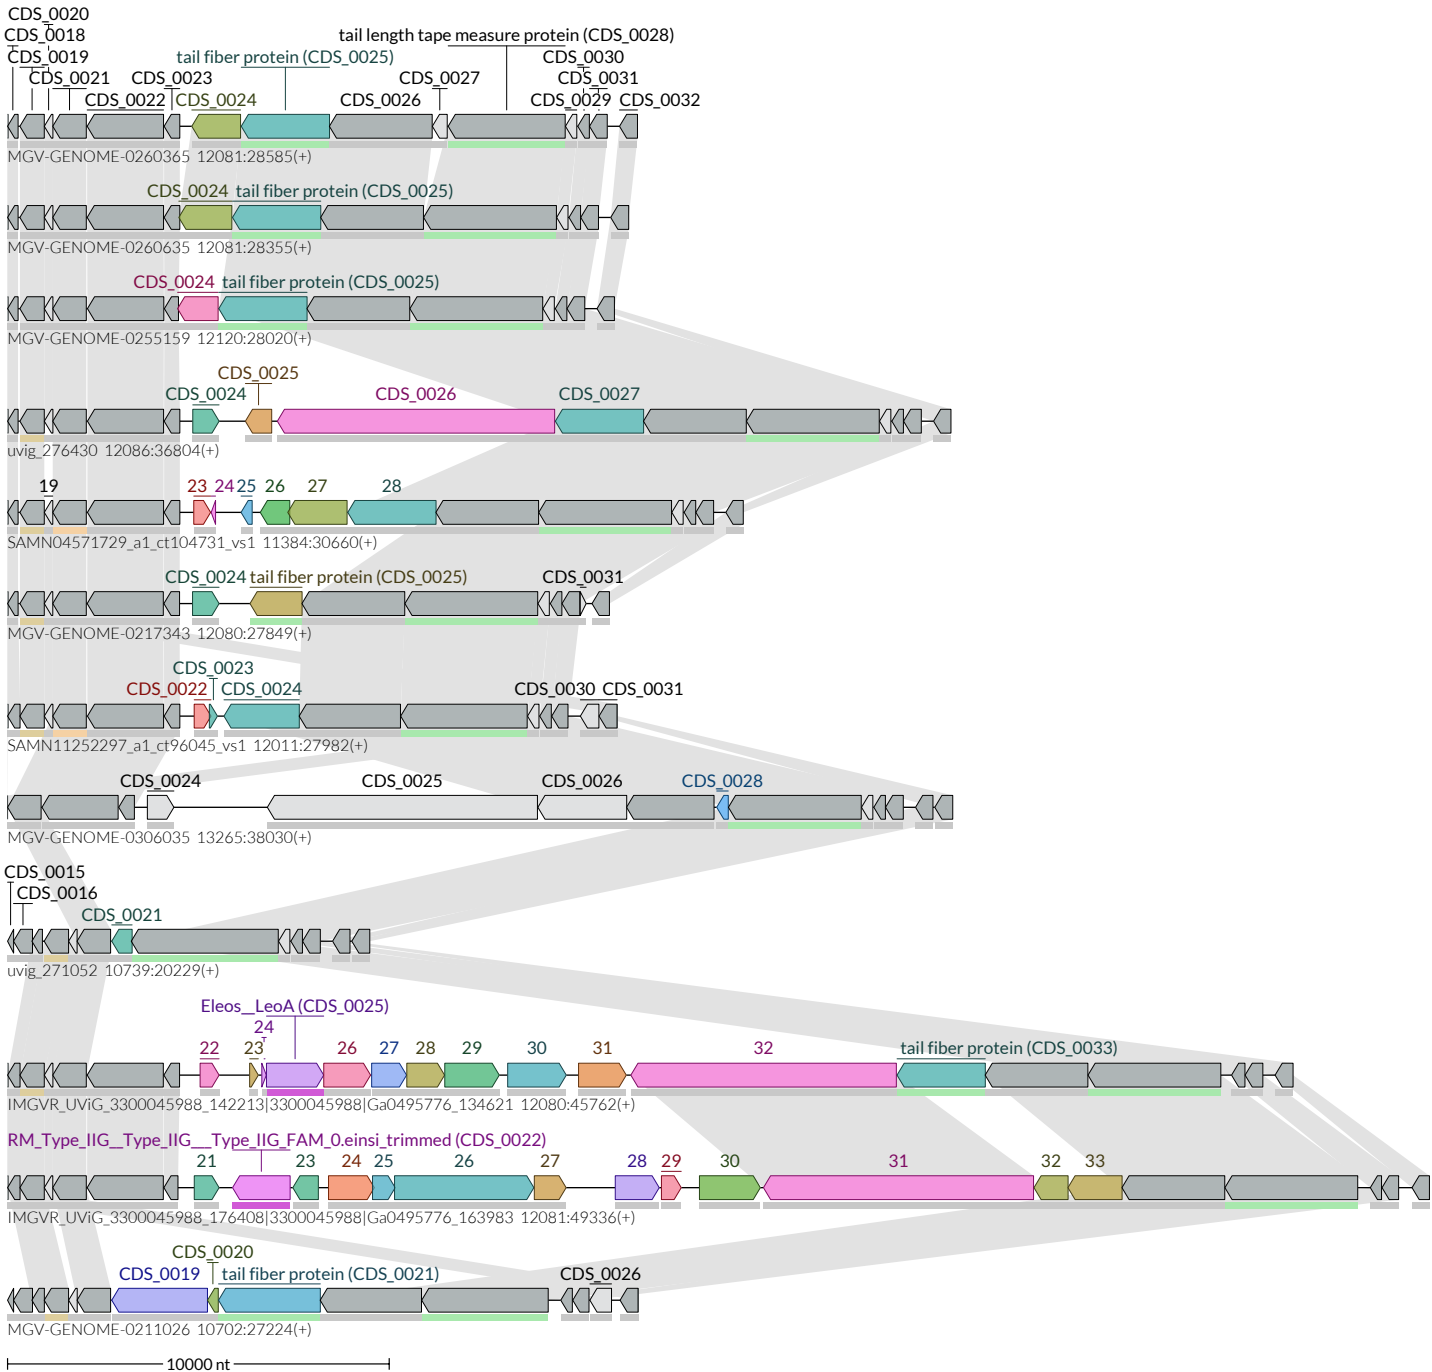 CDS_0020
CDS_0018 tail length tape measure protein (CDS_0028)
CDS_0019 tail fiber protein (CDS_0025) CDS_0030
CDS_0021 CDS_0023 CDS_0027 CDS_0031
CDS_0022 CDS_0024 CDS_0026 CDS_0029 CDS_0032
MGV-GENOME-0260365 12081:28585(+)
CDS_0024 tail fiber protein (CDS_0025)
MGV-GENOME-0260635 12081:28355(+)
CDS_0024 tail fiber protein (CDS_0025)
MGV-GENOME-0255159 12120:28020(+)
CDS_0025
CDS_0024 CDS_0026 CDS_0027
uvig_276430 12086:36804(+)
19 23 24 25 26 27 28
SAMN04571729_a1_ct104731_vs1 11384:30660(+)
CDS_0024 tail fiber protein (CDS_0025) CDS_0031
MGV-GENOME-0217343 12080:27849(+)
CDS_0023
CDS_0022 CDS_0024 CDS_0030 CDS_0031
SAMN11252297_a1_ct96045_vs1 12011:27982(+)
CDS_0024 CDS_0025 CDS_0026 CDS_0028
MGV-GENOME-0306035 13265:38030(+)
CDS_0015
CDS_0016
CDS_0021
uvig_271052 10739:20229(+)
Eleos__LeoA (CDS_0025)
24
22 23 26 27 28 29 30 31 32 tail fiber protein (CDS_0033)
IMGVR_UViG_3300045988_142213|3300045988|Ga0495776_134621 12080:45762(+)
RM_Type_IIG__Type_IIG___Type_IIG_FAM_0.einsi_trimmed (CDS_0022)
21 23 24 25 26 27 28 29 30 31 32 33
IMGVR_UViG_3300045988_176408|3300045988|Ga0495776_163983 12081:49336(+)
CDS_0020
CDS_0019 tail fiber protein (CDS_0021) CDS_0026
MGV-GENOME-0211026 10702:27224(+)
10000 nt